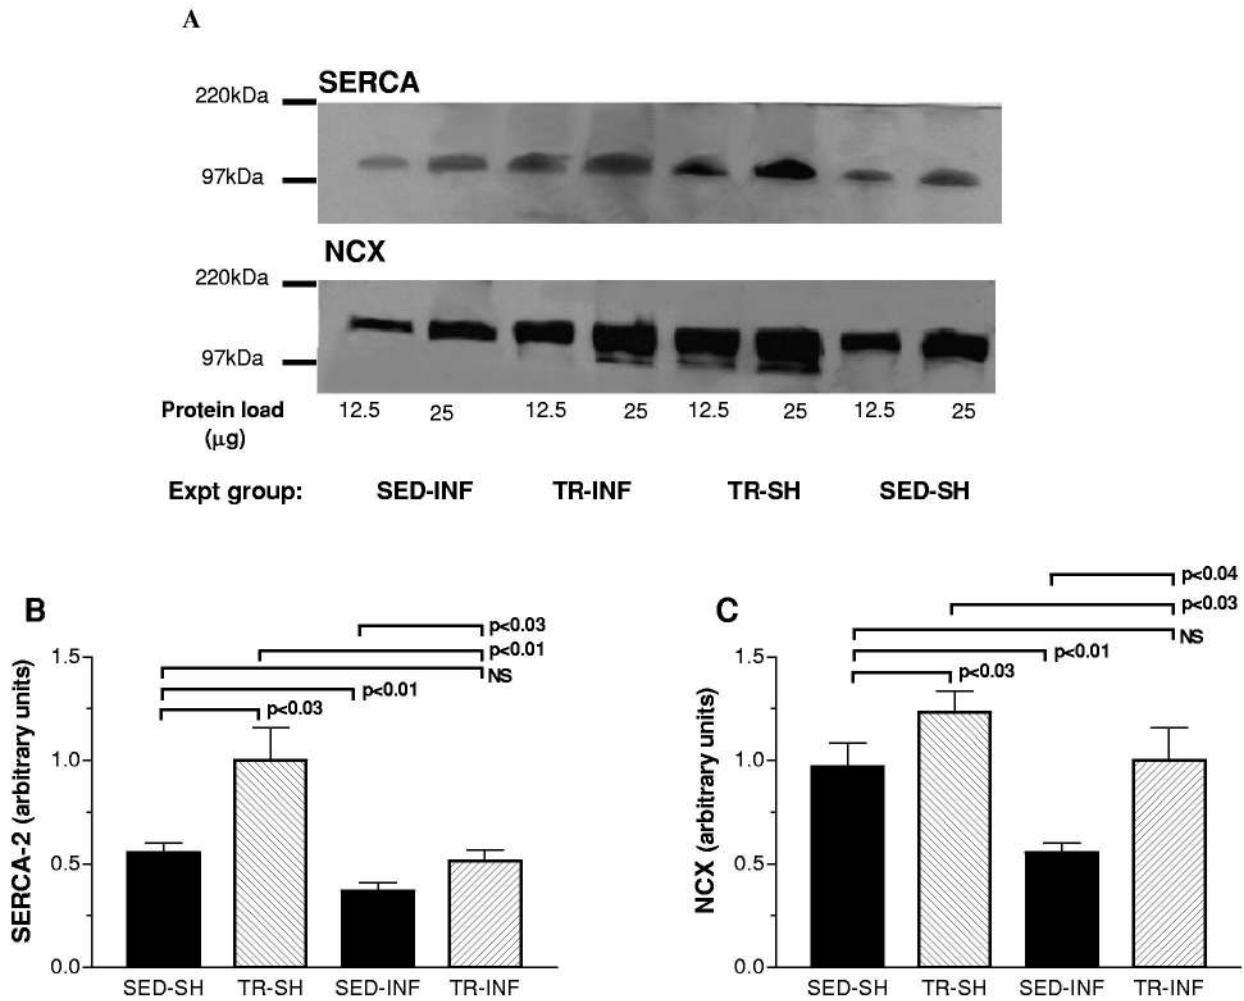 A
SERCA
220kDa
97kDa
NCX
220kDa
97kDa
Protein load 12.5 25 12.5 25 12.5 25 12.5 25
(μg)
Expt group: SED-INF TR-INF TR-SH SED-SH
B
p<0.03
p<0.01
NS
p<0.01
p<0.03
SERCA-2 (arbitrary units)
1.5
1.0
0.5
0.0
SED-SH TR-SH SED-INF TR-INF
C
p<0.04
p<0.03
NS
p<0.01
p<0.03
NCX (arbitrary units)
1.5
1.0
0.5
0.0
SED-SH TR-SH SED-INF TR-INF